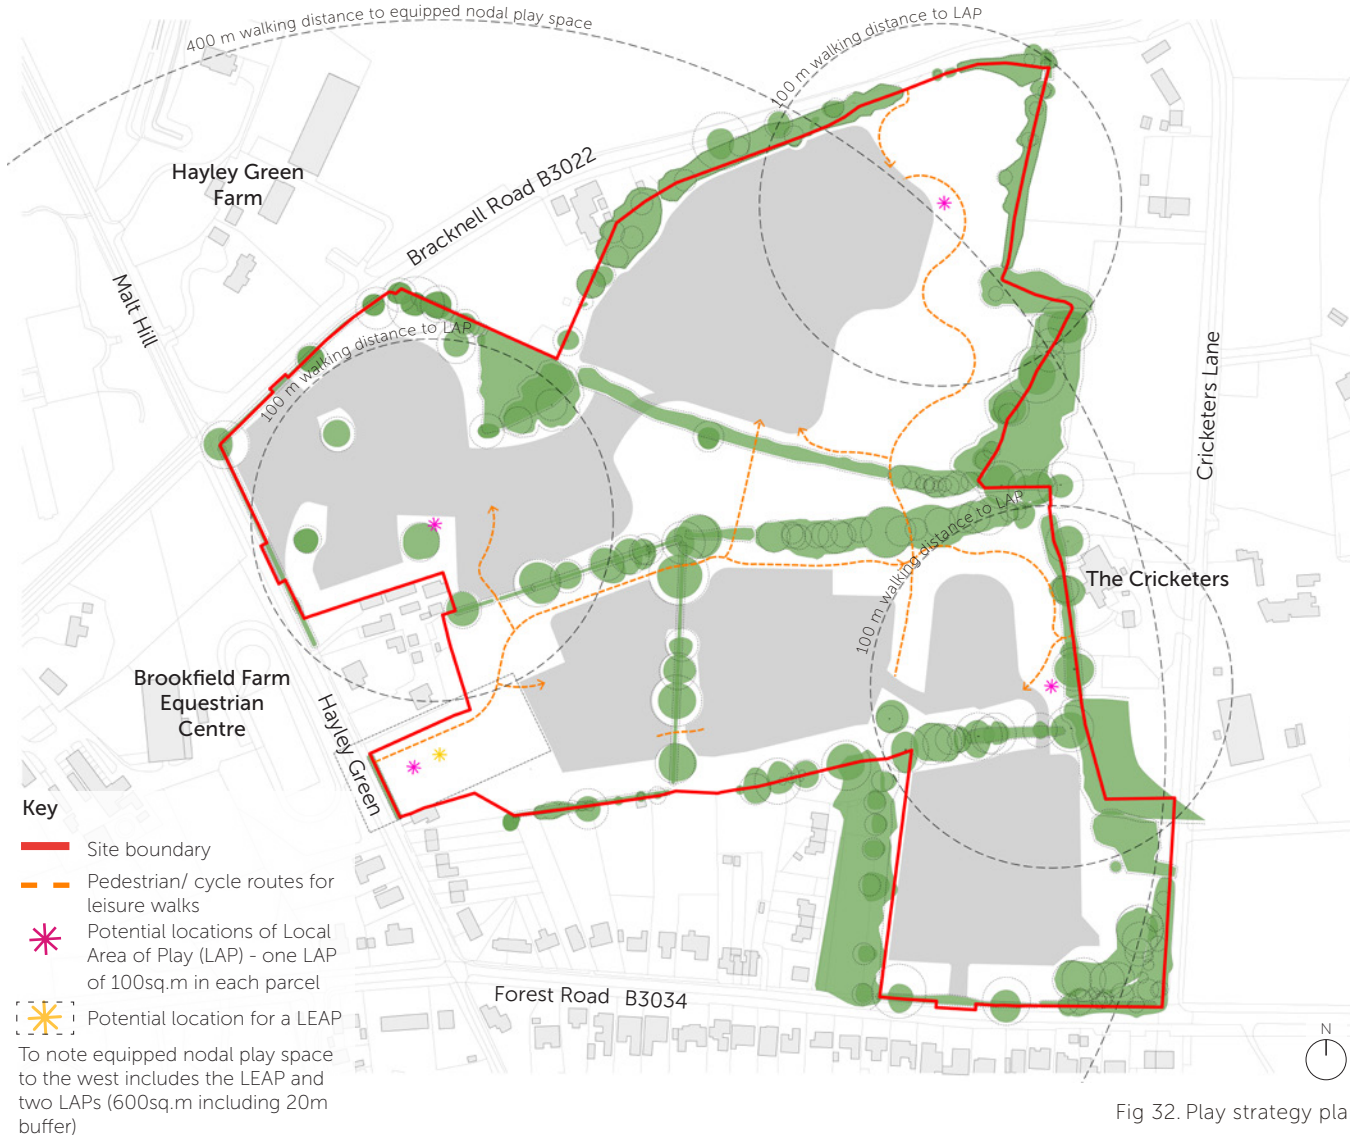 400 m walking distance to equipped nodal play space
100 m walking distance to LAP
Hayley Green
Farm
Bracknell Road B3022
Malt Hill
100 m walking distance to LAP
Cricketers Lane
100 m walking distance to LAP
The Cricketers
Brookfield Farm
Equestrian
Centre
Hayley Green
Forest Road B3034
Key
Site boundary
Pedestrian/ cycle routes for
leisure walks
Potential locations of Local
Area of Play (LAP) - one LAP
of 100sq.m in each parcel
Potential location for a LEAP
To note equipped nodal play space
to the west includes the LEAP and
two LAPs (600sq.m including 20m
buffer)
N
Fig 32. Play strategy pla